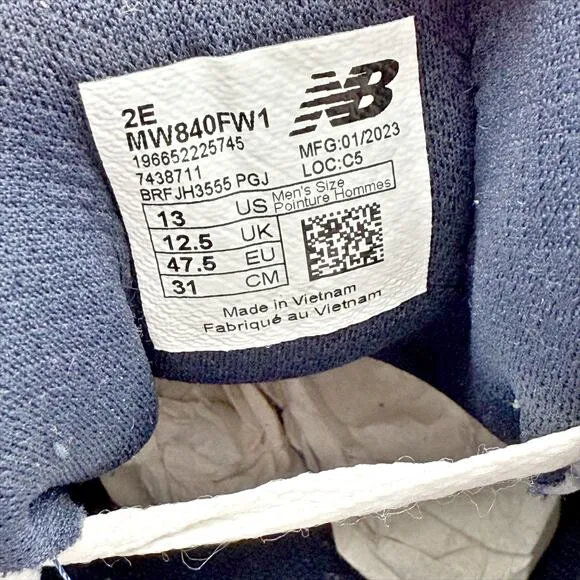 2E
MW840FW1
196652225745
7438711
BRFJH3555 PGJ
NB
MFG:01/2023
LOC:C5
13 US Men's Size
Pointure Hommes
12.5 UK
47.5 EU
31 CM
Made in Vietnam
Fabriqué au Vietnam